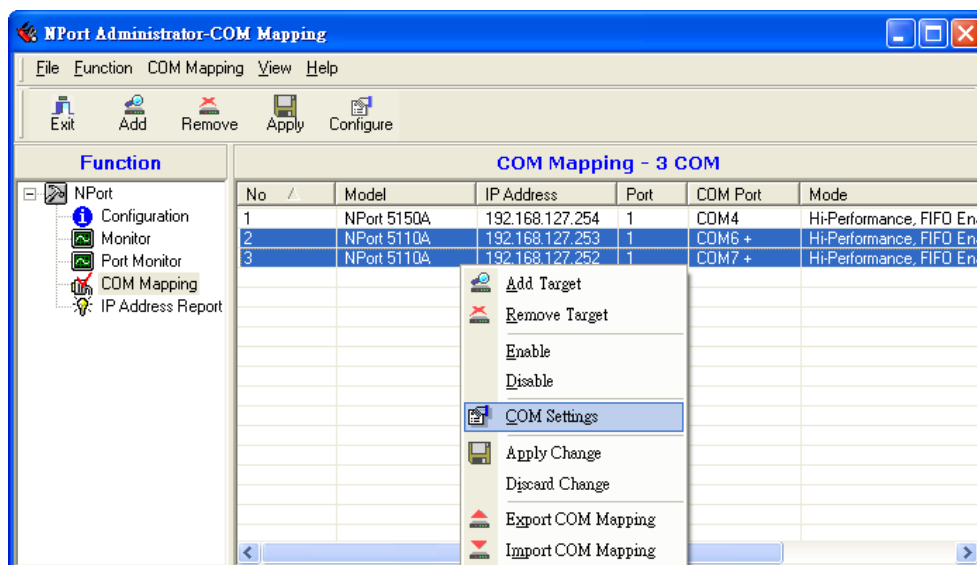 NPort Administrator-COM Mapping
File Function COM Mapping View Help
Exit Add Remove Apply Configure
Function
COM Mapping - 3 COM
NPort
Configuration
Monitor
Port Monitor
COM Mapping
IP Address Report
No Model IP Address Port COM Port Mode
1 NPort 5150A 192.168.127.254 1 COM4 Hi-Performance, FIFO En
2 NPort 5110A 192.168.127.253 1 COM6 + Hi-Performance, FIFO En
3 NPort 5110A 192.168.127.252 1 COM7 + Hi-Performance, FIFO En
Add Target
Remove Target
Enable
Disable
COM Settings
Apply Change
Discard Change
Export COM Mapping
Import COM Mapping